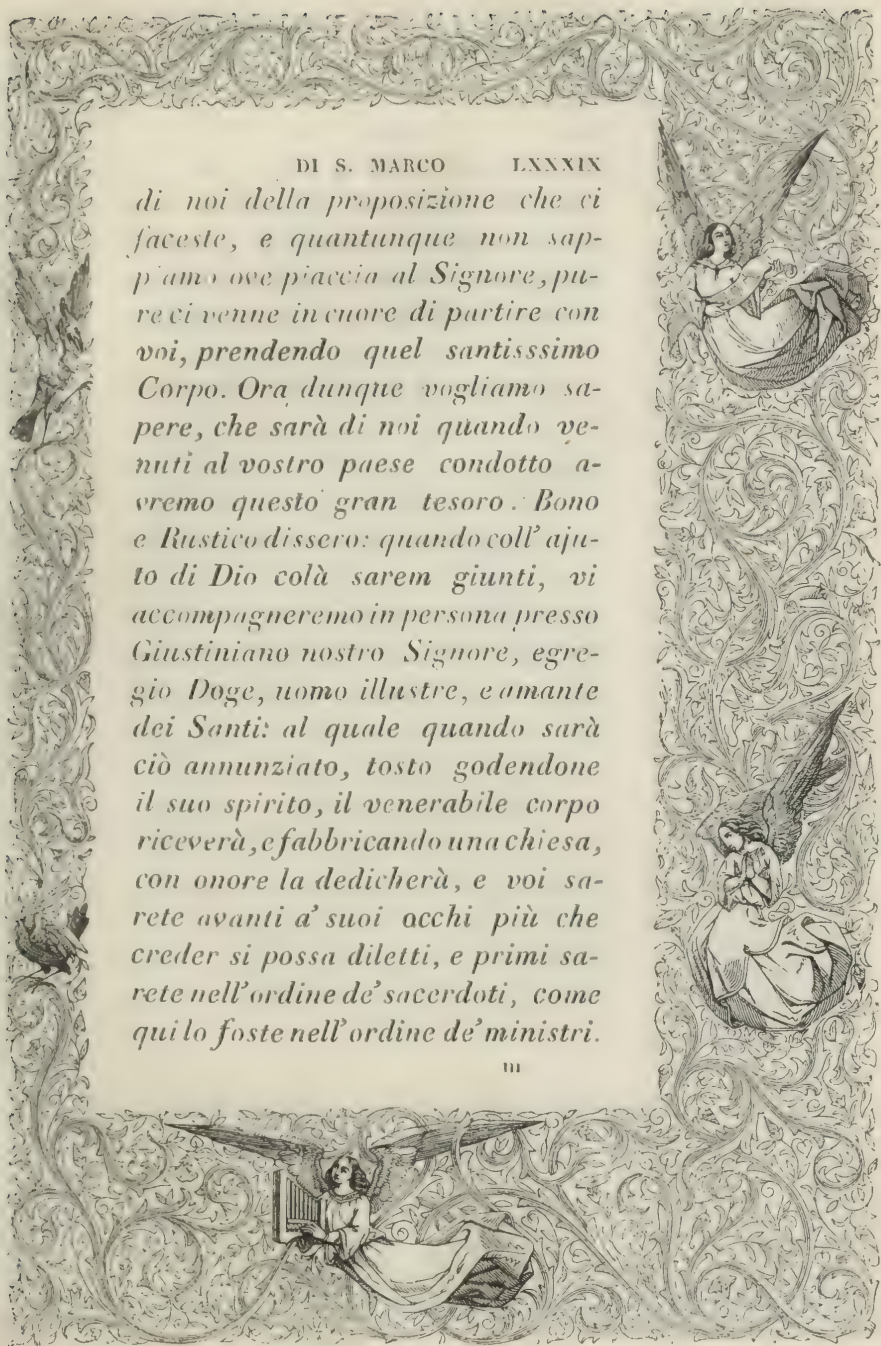 DI S. MARCO LXXXIX
di noi della proposizione che ci
faceste, e quantunque non sap-
piamo ove piaccia al Signore, pu-
re ci venne in cuore di partire con
voi, prendendo quel santisssimo
Corpo. Ora dunque vogliamo sa-
pere, che sarà di noi quando ve-
nuti al vostro paese condotto a-
vremo questo gran tesoro. Bono
e Rustico dissero: quando coll' aju-
to di Dio colà sarem giunti, vi
accompagneremo in persona presso
Giustiniano nostro Signore, egre-
gio Doge, uomo illustre, e amante
dei Santi: al quale quando sarà
ciò annunziato, tosto godendone
il suo spirito, il venerabile corpo
riceverà, e fabbricando una chiesa,
con onore la dedicherà, e voi sa-
rete avanti a' suoi occhi più che
creder si possa diletti, e primi sa-
rete nell'ordine de' sacerdoti, come
qui lo foste nell'ordine de' ministri.
m